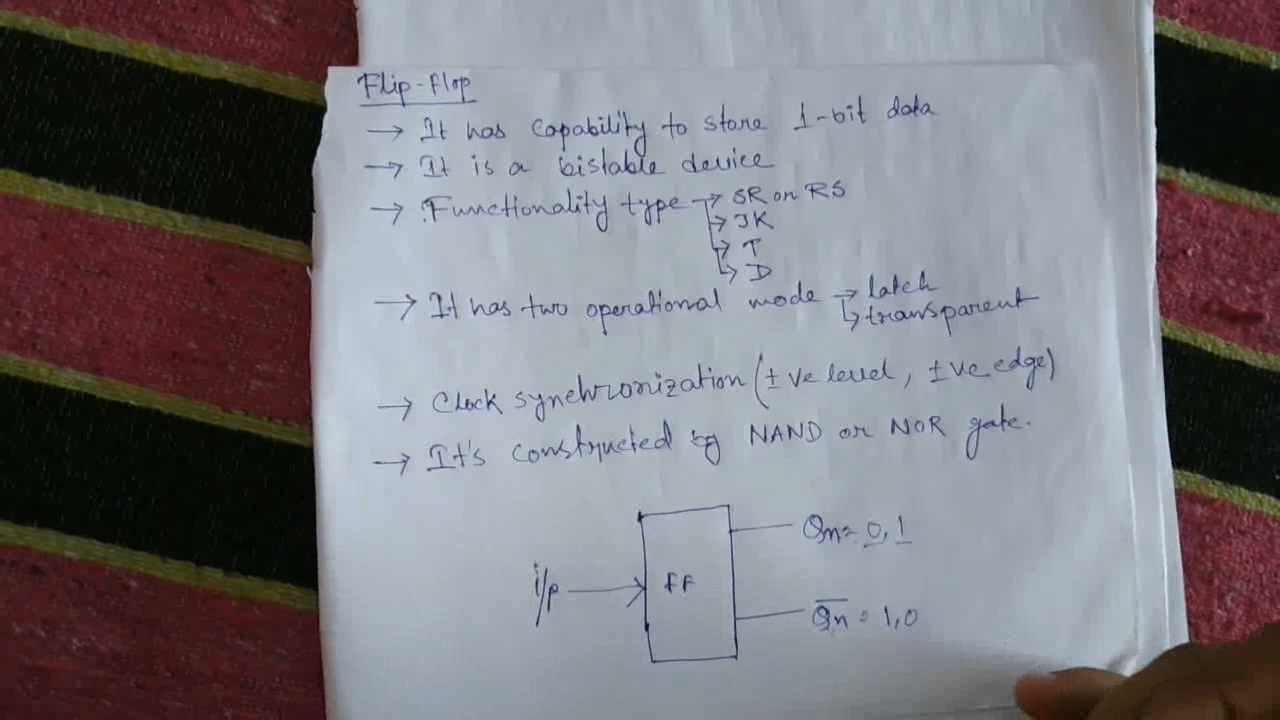 Flip-flop
→ It has capability to store 1-bit data
→ It is a bistable device
→ Functionality type → SR or RS
→ JK
→ T
→ D
→ It has two operational mode → latch
→ transparent
→ Clock synchronization (±ve level, ±ve edge)
→ It's constructed by NAND or NOR gate.
Qn = 0, 1
i/p → FF
Q̅n̅ = 1, 0